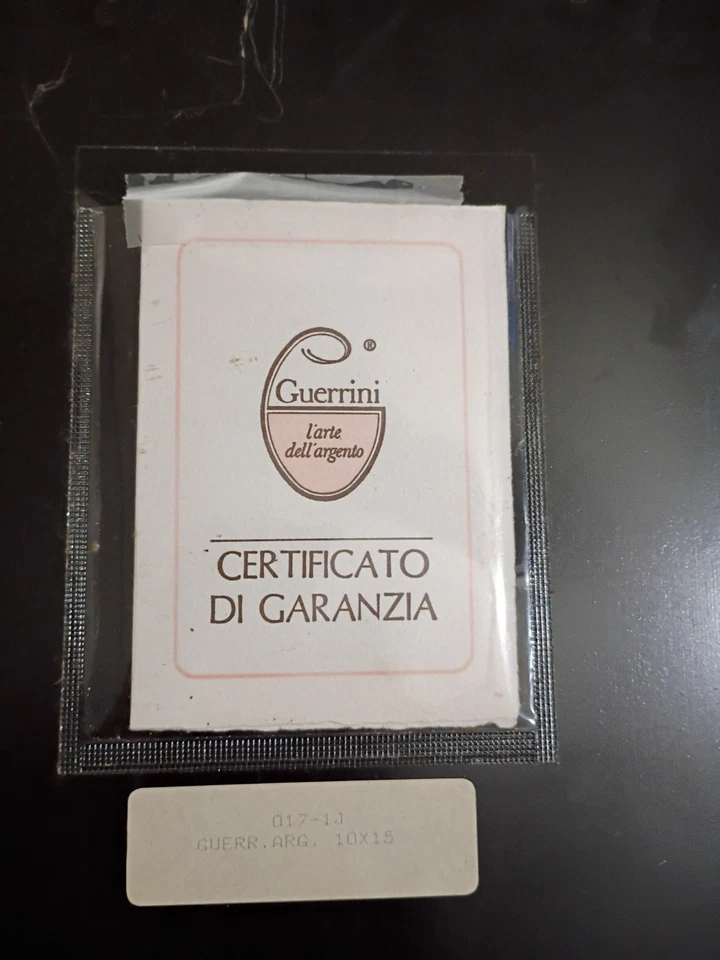 ®
Guerrini
l'arte
dell'argento
CERTIFICATO
DI GARANZIA
017-1J
GUERR.ARG. 10X15